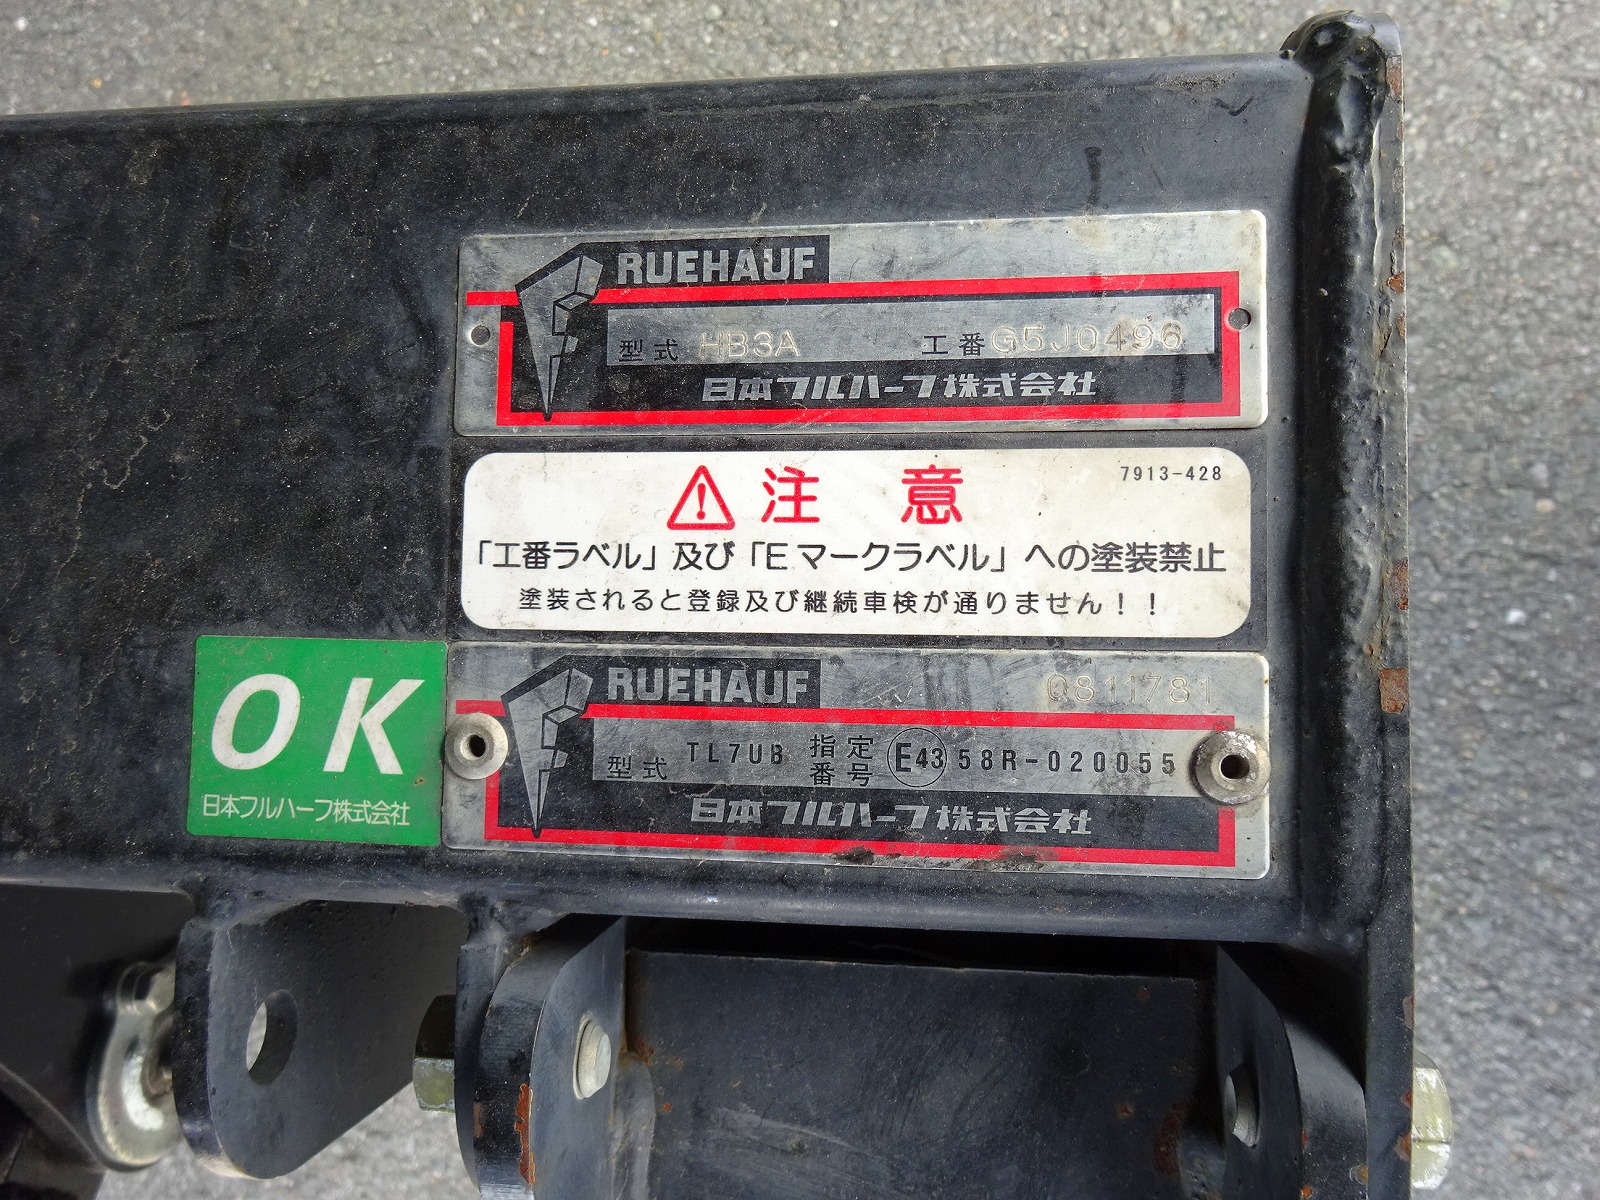 FRUEHAUF
型式 HB3A 工番 G5J0496
日本フルハーフ株式会社
7913-428
注意
「工番ラベル」及び「Eマークラベル」への塗装禁止
塗装されると登録及び継続車検が通りません！！
OK
日本フルハーフ株式会社
FRUEHAUF
Q811781
型式 TL7UB 指定番号 E43 58R-020055
日本フルハーフ株式会社